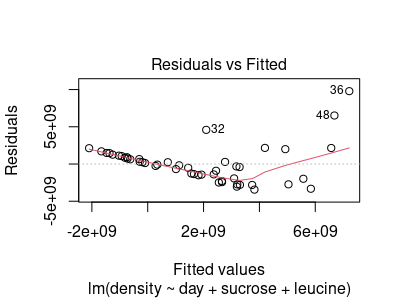 Residuals vs Fitted
Residuals
5e+09
-5e+09
36
48
32
-2e+09
2e+09
6e+09
Fitted values
lm(density ~ day + sucrose + leucine)